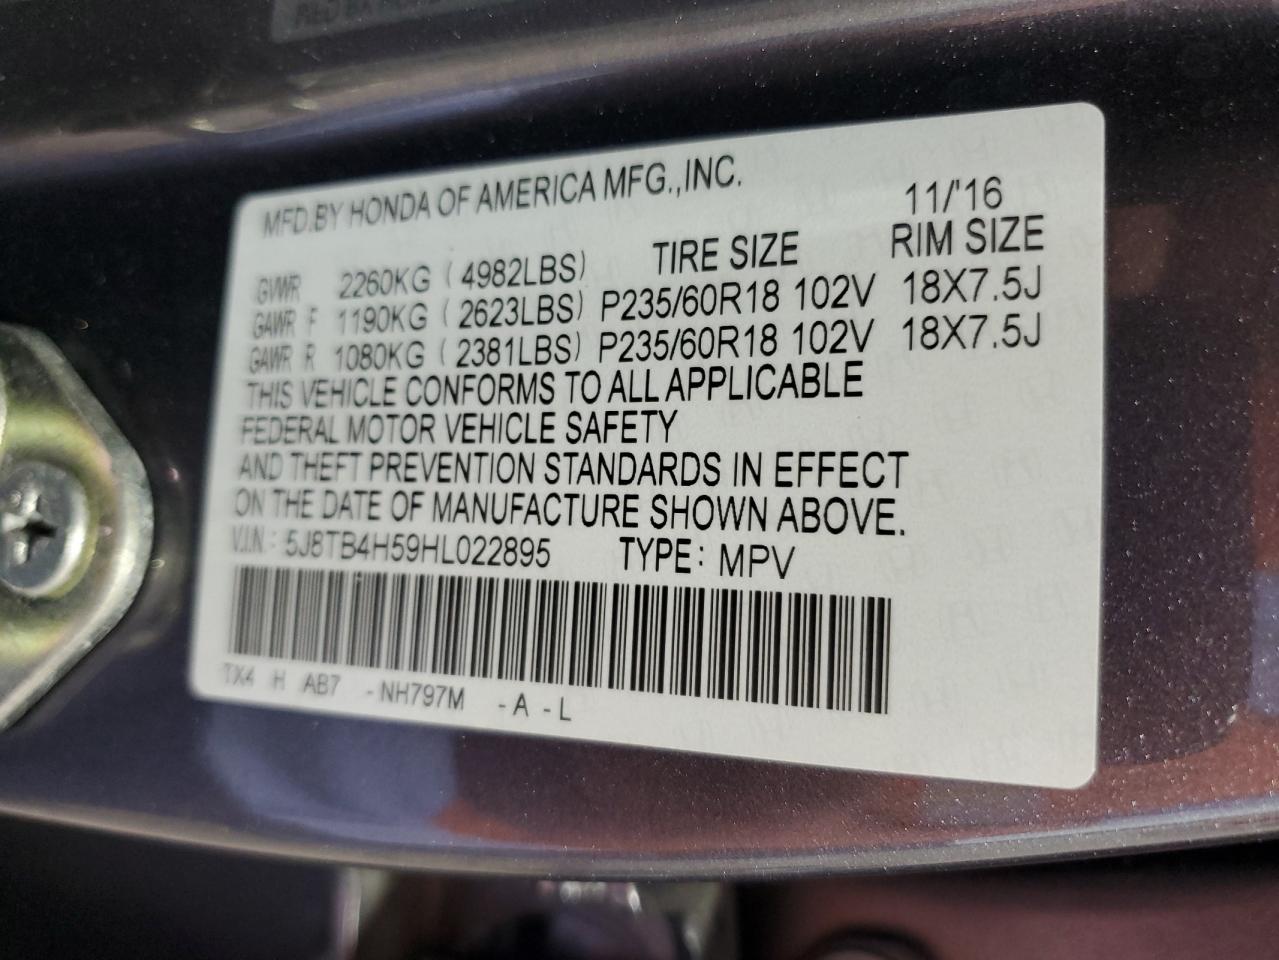 MFD.BY HONDA OF AMERICA MFG.,INC. 11/'16
TIRE SIZE RIM SIZE
GVWR 2260KG (4982LBS)
GAWR F 1190KG (2623LBS) P235/60R18 102V 18X7.5J
GAWR R 1080KG (2381LBS) P235/60R18 102V 18X7.5J
THIS VEHICLE CONFORMS TO ALL APPLICABLE
FEDERAL MOTOR VEHICLE SAFETY
AND THEFT PREVENTION STANDARDS IN EFFECT
ON THE DATE OF MANUFACTURE SHOWN ABOVE.
V.I.N.: 5J8TB4H59HL022895 TYPE: MPV
TX4 H AB7 -NH797M -A -L